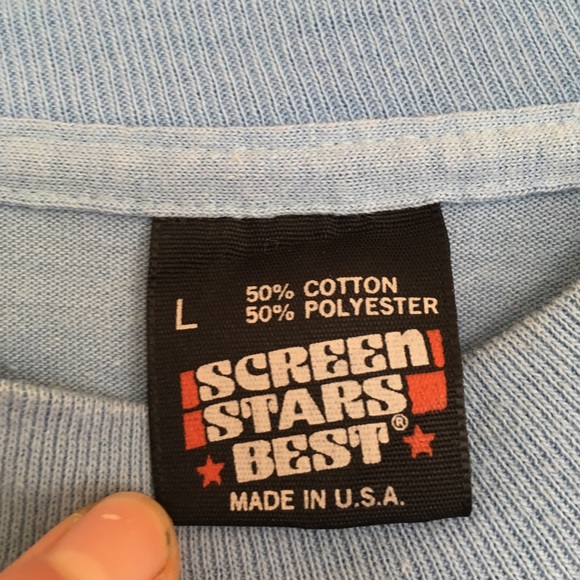 L
50% COTTON
50% POLYESTER
SCREEN
STARS
BEST®
MADE IN U.S.A.